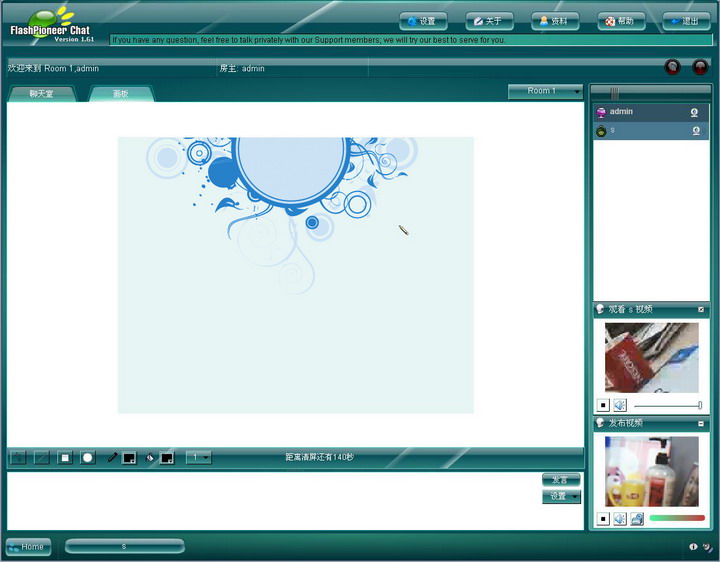 FlashPioneer Chat
Version 1.61
设置
关于
资料
帮助
退出
If you have any question, feel free to talk privately with our Support members; we will try our best to serve for you.
欢迎来到 Room 1,admin
房主: admin
聊天室
画板
Room 1
admin
s
观看 s 视频
发布视频
1
距离清屏还有140秒
发言
设置
Home
s